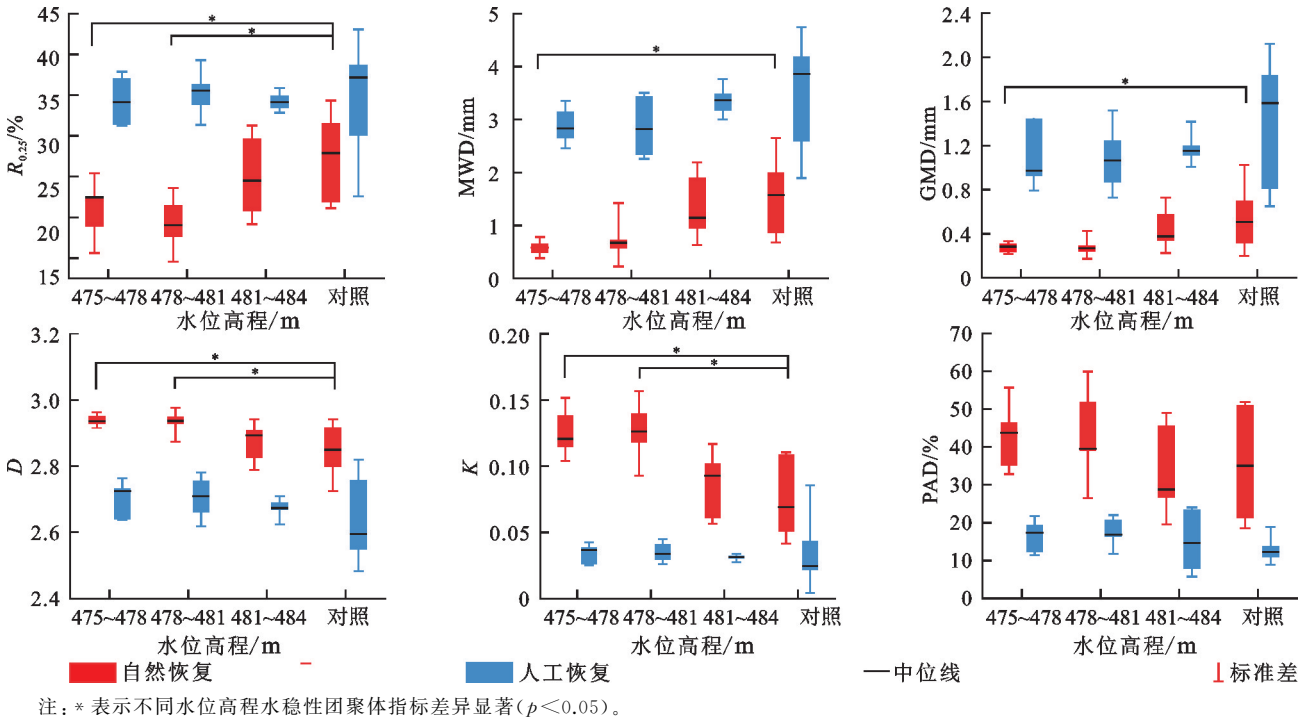 R0.25/%
45
40
35
30
25
20
15
* *
475~478 478~481 481~484 对照
水位高程/m
MWD/mm
5
4
3
2
1
0
*
475~478 478~481 481~484 对照
水位高程/m
GMD/mm
2.4
2.0
1.6
1.2
0.8
0.4
0
*
475~478 478~481 481~484 对照
水位高程/m
D
3.2
3.0
2.8
2.6
2.4
* *
475~478 478~481 481~484 对照
水位高程/m
K
0.20
0.15
0.10
0.05
0
* *
475~478 478~481 481~484 对照
水位高程/m
PAD/%
70
60
50
40
30
20
10
0
475~478 478~481 481~484 对照
水位高程/m
自然恢复 人工恢复 中位线 标准差
注:*表示不同水位高程水稳性团聚体指标差异显著(p<0.05)。